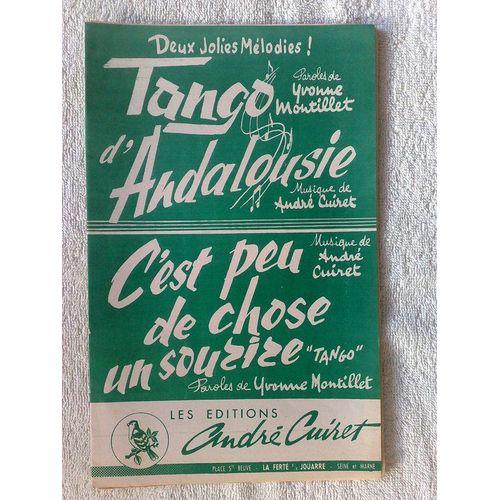 Deux Jolies Mélodies !
Tango
Paroles de
Yvonne
Montillet
d'Andalousie
Musique de
André Cuiret
C'est peu
Musique de
André
Cuiret
de chose
un sourire "TANGO"
Paroles de Yvonne Montillet
LES EDITIONS
André Cuiret
PLACE St BEUVE - LA FERTÉ s/s JOUARRE - SEINE et MARNE